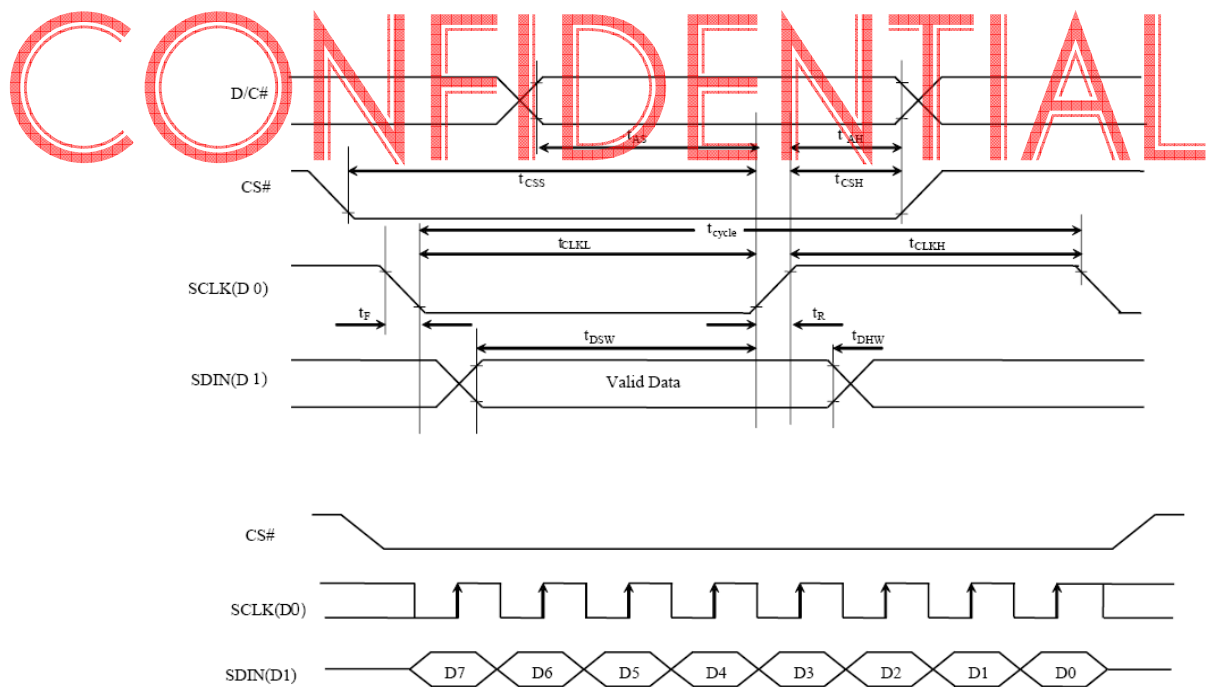 CONFIDENTIAL
D/C#
tAS tAH
tCSS tCSH
CS#
tcycle
tCLKL tCLKH
SCLK(D 0)
tF tR
tDSW tDHW
SDIN(D 1) Valid Data
CS#
SCLK(D0)
SDIN(D1) D7 D6 D5 D4 D3 D2 D1 D0